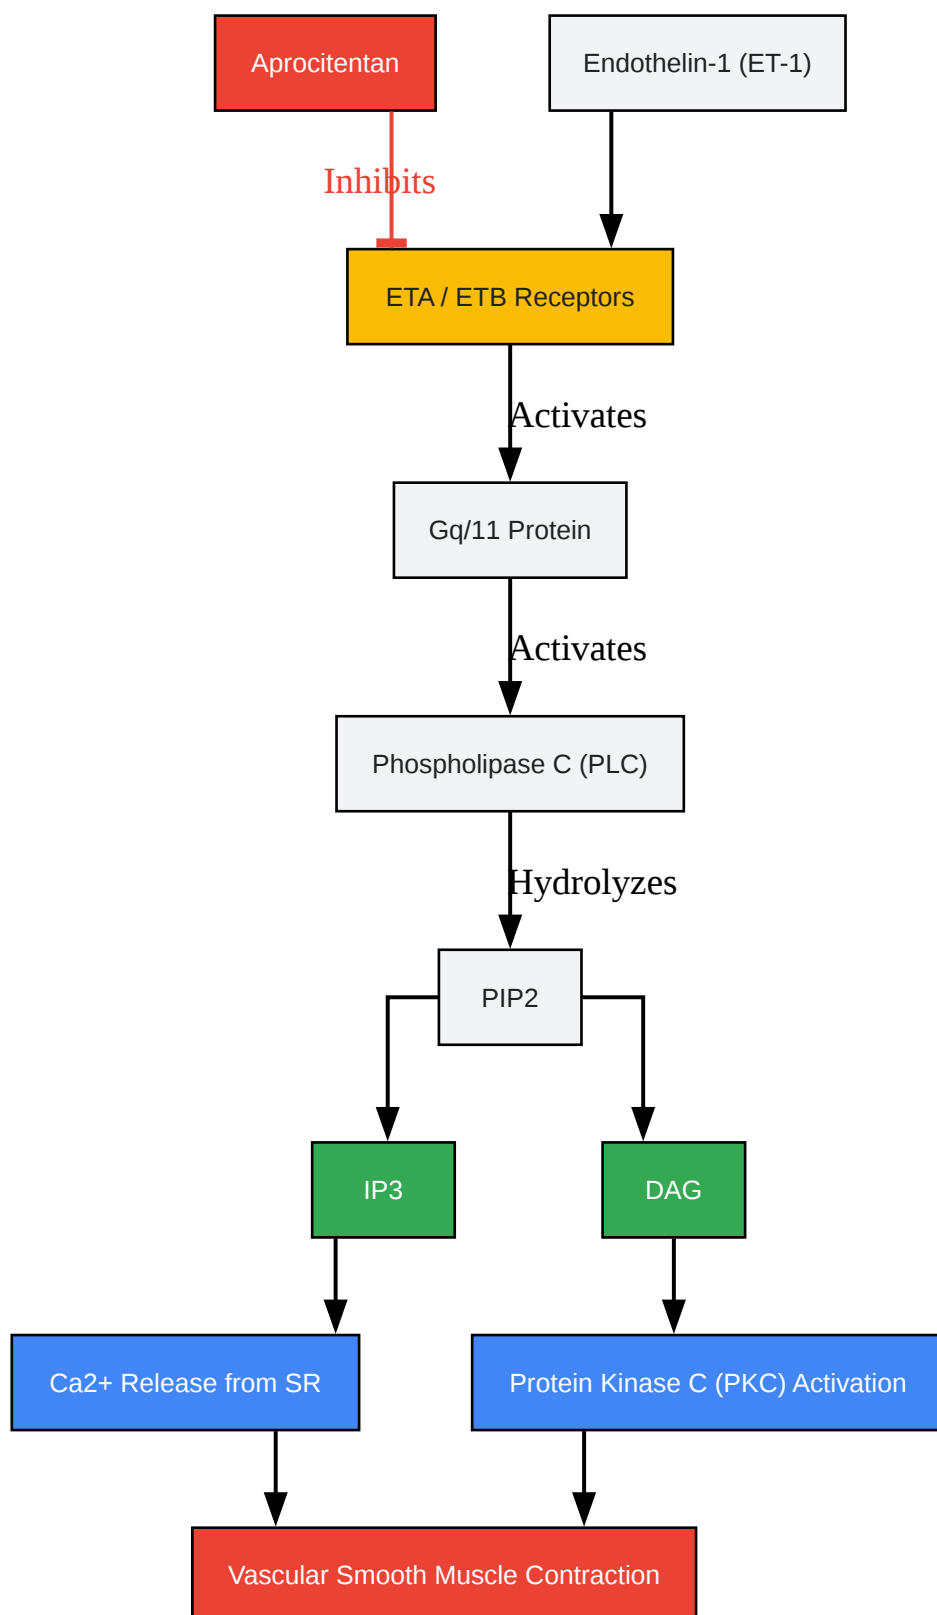 Aprocitentan
Endothelin-1 (ET-1)
Inhibits
ETA / ETB Receptors
Activates
Gq/11 Protein
Activates
Phospholipase C (PLC)
Hydrolyzes
PIP2
IP3
DAG
Ca2+ Release from SR
Protein Kinase C (PKC) Activation
Vascular Smooth Muscle Contraction